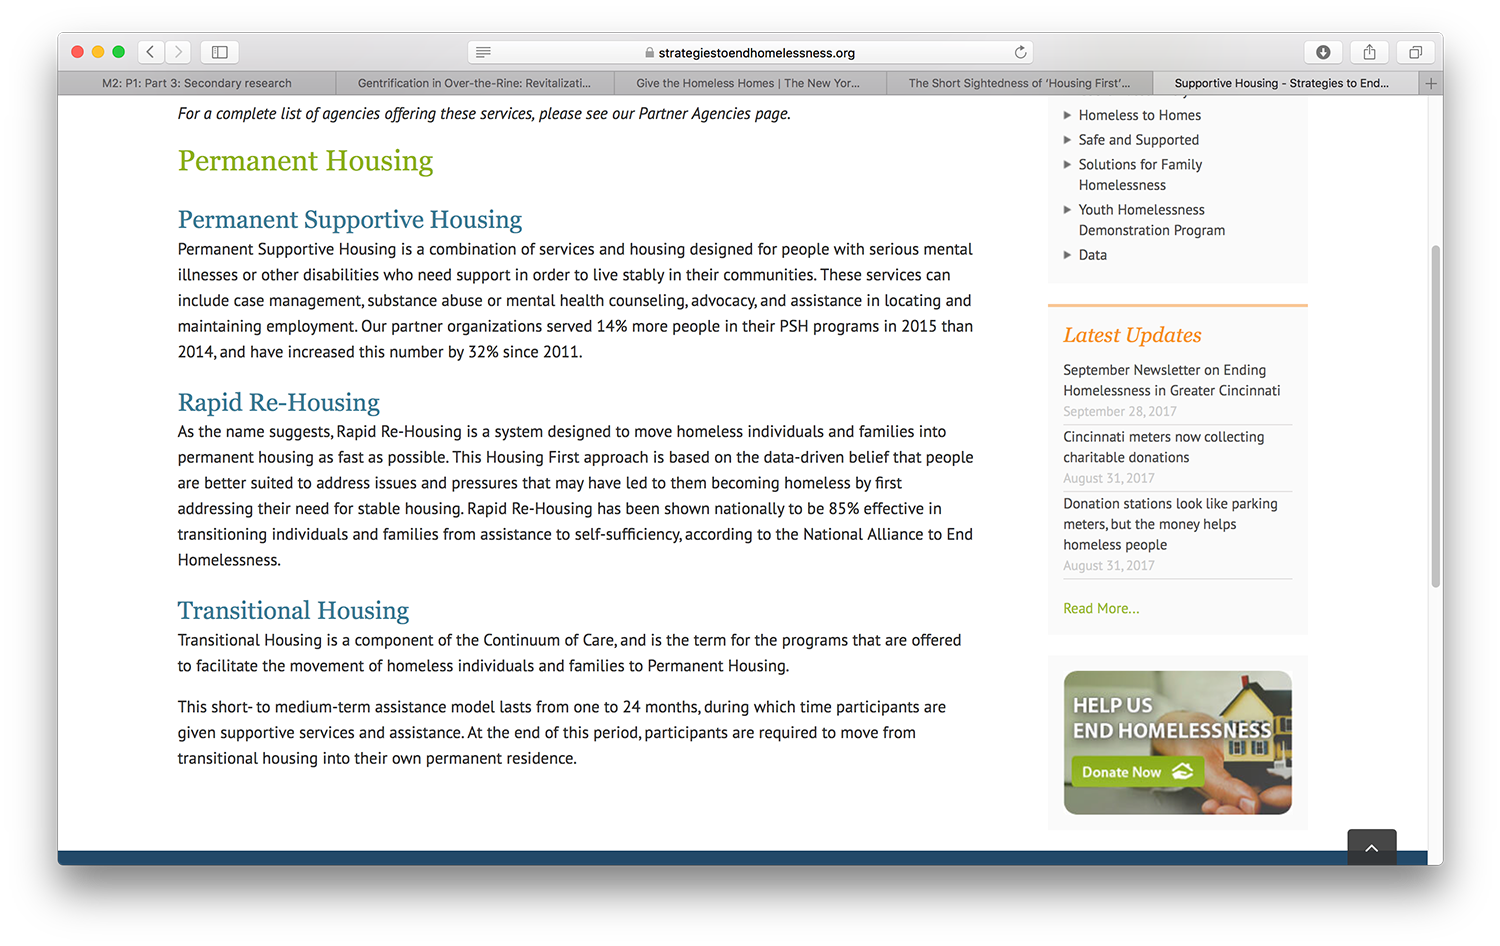 strategiestoendhomelessness.org
M2: P1: Part 3: Secondary research
Gentrification in Over-the-Rine: Revitalizati...
Give the Homeless Homes | The New Yor...
The Short Sightedness of ‘Housing First’...
Supportive Housing - Strategies to End...
For a complete list of agencies offering these services, please see our Partner Agencies page.
Permanent Housing
Permanent Supportive Housing
Permanent Supportive Housing is a combination of services and housing designed for people with serious mental
illnesses or other disabilities who need support in order to live stably in their communities. These services can
include case management, substance abuse or mental health counseling, advocacy, and assistance in locating and
maintaining employment. Our partner organizations served 14% more people in their PSH programs in 2015 than
2014, and have increased this number by 32% since 2011.
Rapid Re-Housing
As the name suggests, Rapid Re-Housing is a system designed to move homeless individuals and families into
permanent housing as fast as possible. This Housing First approach is based on the data-driven belief that people
are better suited to address issues and pressures that may have led to them becoming homeless by first
addressing their need for stable housing. Rapid Re-Housing has been shown nationally to be 85% effective in
transitioning individuals and families from assistance to self-sufficiency, according to the National Alliance to End
Homelessness.
Transitional Housing
Transitional Housing is a component of the Continuum of Care, and is the term for the programs that are offered
to facilitate the movement of homeless individuals and families to Permanent Housing.
This short- to medium-term assistance model lasts from one to 24 months, during which time participants are
given supportive services and assistance. At the end of this period, participants are required to move from
transitional housing into their own permanent residence.
Homeless to Homes
Safe and Supported
Solutions for Family
Homelessness
Youth Homelessness
Demonstration Program
Data
Latest Updates
September Newsletter on Ending
Homelessness in Greater Cincinnati
September 28, 2017
Cincinnati meters now collecting
charitable donations
August 31, 2017
Donation stations look like parking
meters, but the money helps
homeless people
August 31, 2017
Read More...
HELP US
END HOMELESSNESS
Donate Now